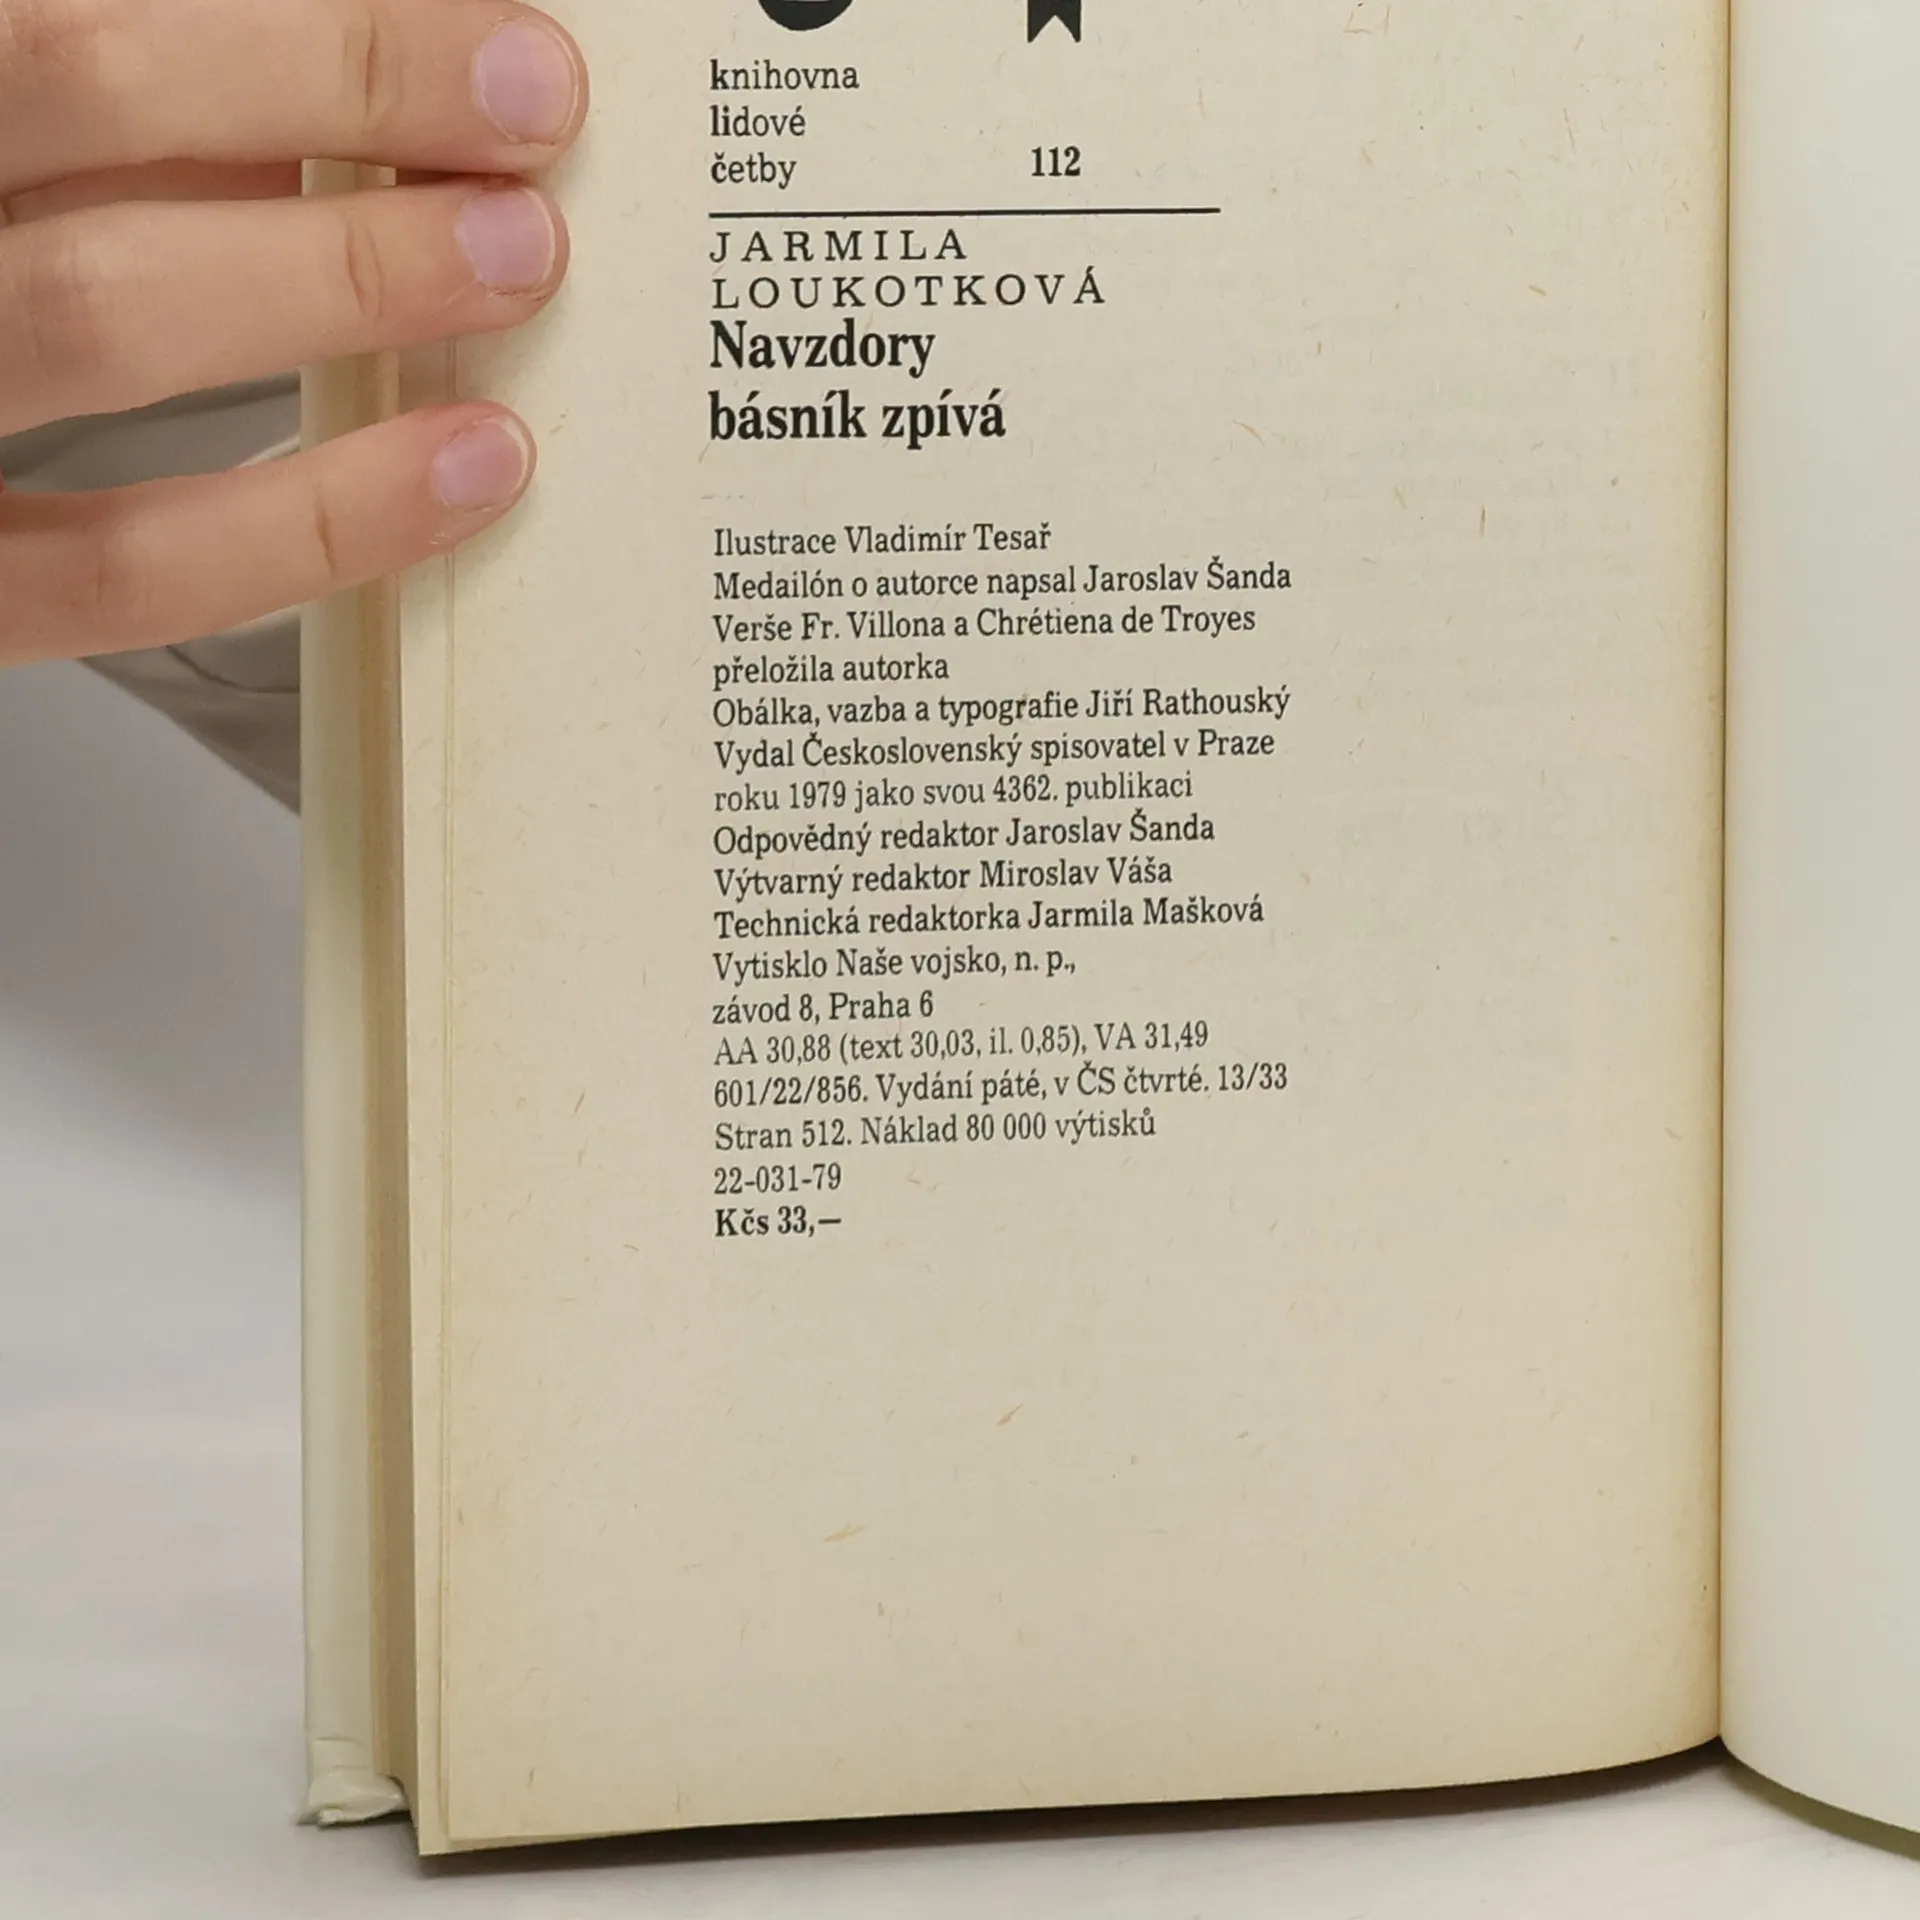 knihovna
lidové
četby 112
JARMILA
LOUKOTKOVÁ
Navzdory
básník zpívá
Ilustrace Vladimír Tesař
Medailón o autorce napsal Jaroslav Šanda
Verše Fr. Villona a Chrétiena de Troyes
přeložila autorka
Obálka, vazba a typografie Jiří Rathouský
Vydal Československý spisovatel v Praze
roku 1979 jako svou 4362. publikaci
Odpovědný redaktor Jaroslav Šanda
Výtvarný redaktor Miroslav Váša
Technická redaktorka Jarmila Mašková
Vytisklo Naše vojsko, n. p.,
závod 8, Praha 6
AA 30,88 (text 30,03, il. 0,85), VA 31,49
601/22/856. Vydání páté, v ČS čtvrté. 13/33
Stran 512. Náklad 80 000 výtisků
22-031-79
Kčs 33,—